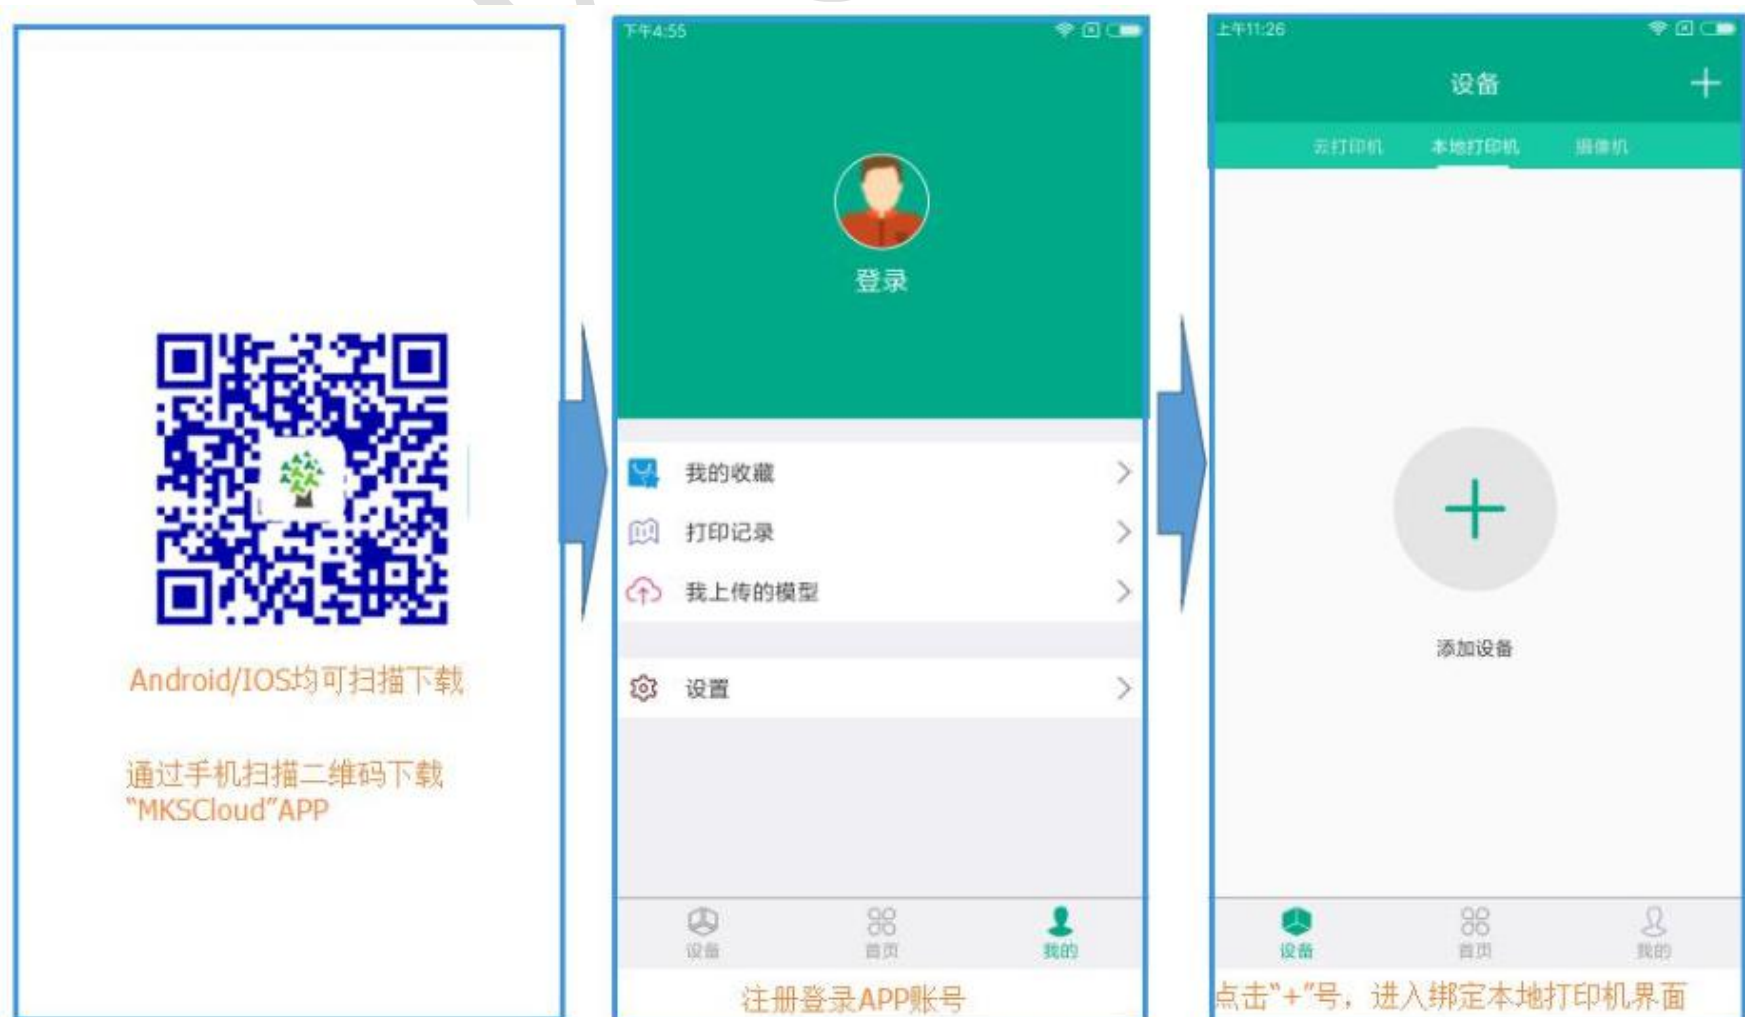 Android/IOS均可扫描下载
通过手机扫描二维码下载
“MKSCloud”APP
下午4:55
登录
我的收藏
打印记录
我上传的模型
设置
设备
首页
我的
注册登录APP账号
上午11:26
设备
云打印机 本地打印机 摄像机
添加设备
设备
首页
我的
点击“+”号，进入绑定本地打印机界面